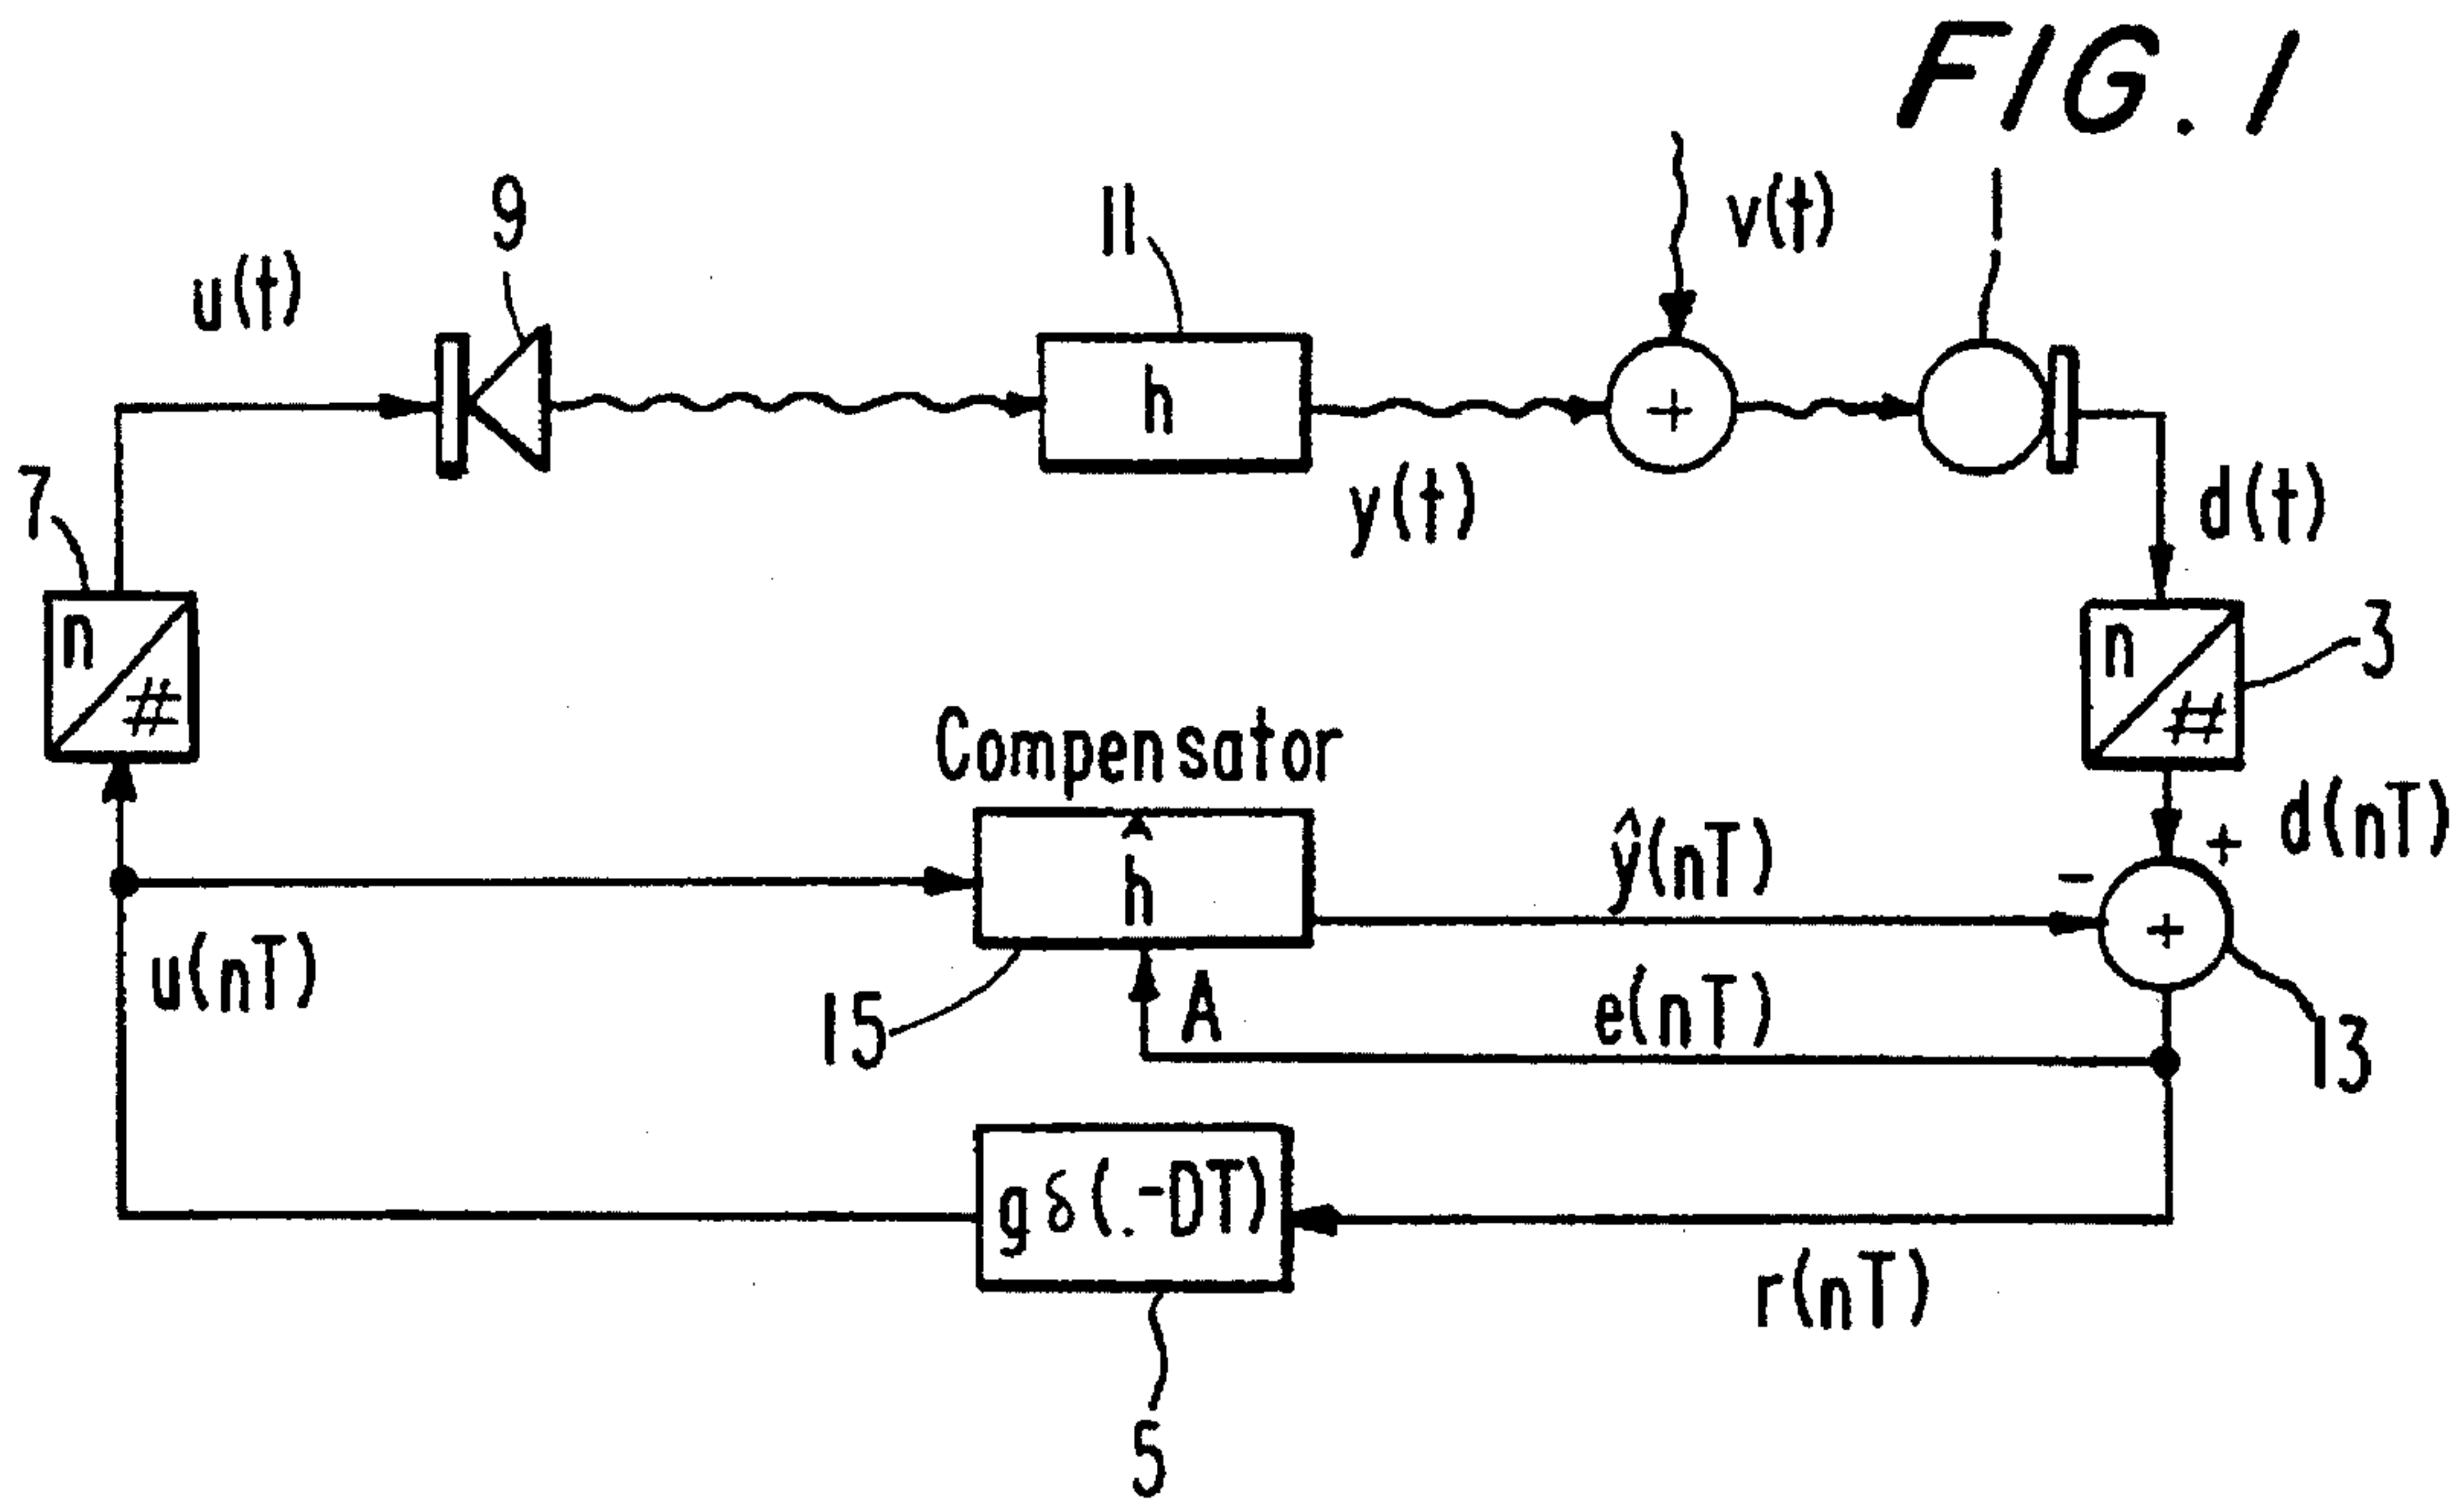 FIG. 1
9
11
v(t)
1
u(t)
h
+
y(t)
d(t)
7
n
#
n
#
3
Compensator
ĥ
ŷ(nT)
+
d(nT)
-
+
u(nT)
15
A
e(nT)
13
gδ(.-DT)
r(nT)
5